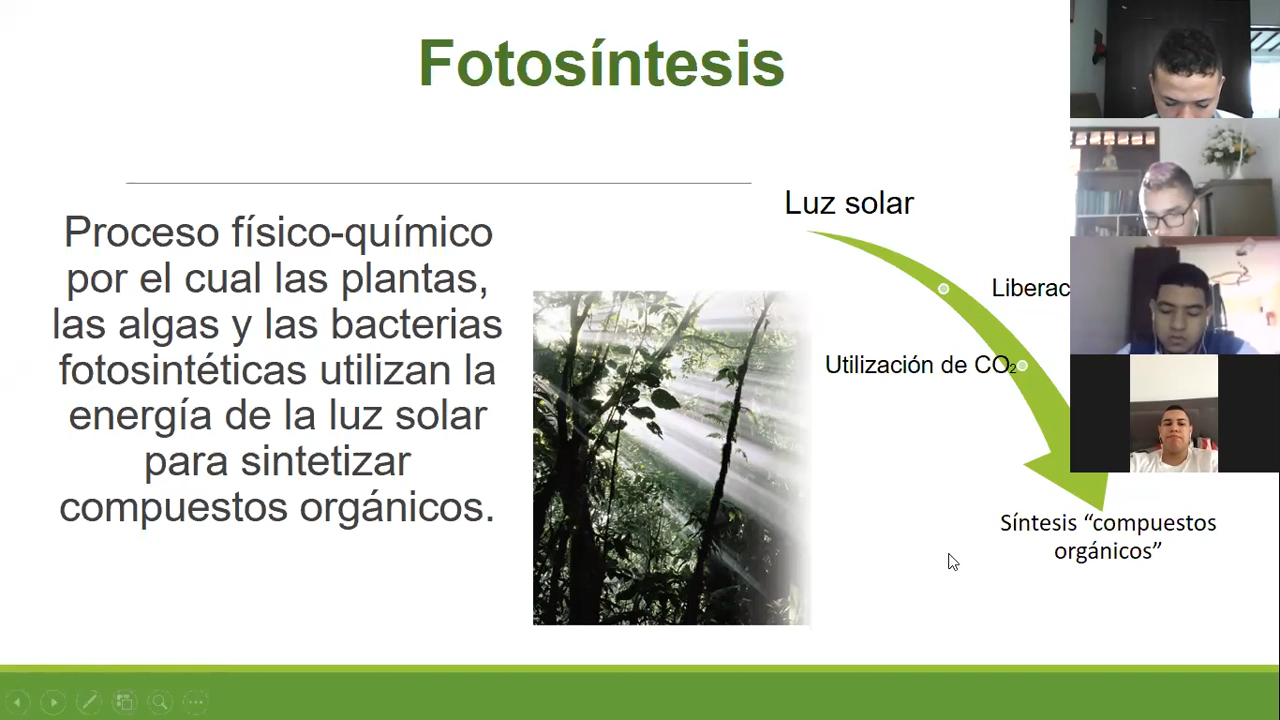 Fotosíntesis
Proceso físico-químico
por el cual las plantas,
las algas y las bacterias
fotosintéticas utilizan la
energía de la luz solar
para sintetizar
compuestos orgánicos.
Luz solar
Liberac
Utilización de CO₂
Síntesis “compuestos
orgánicos”